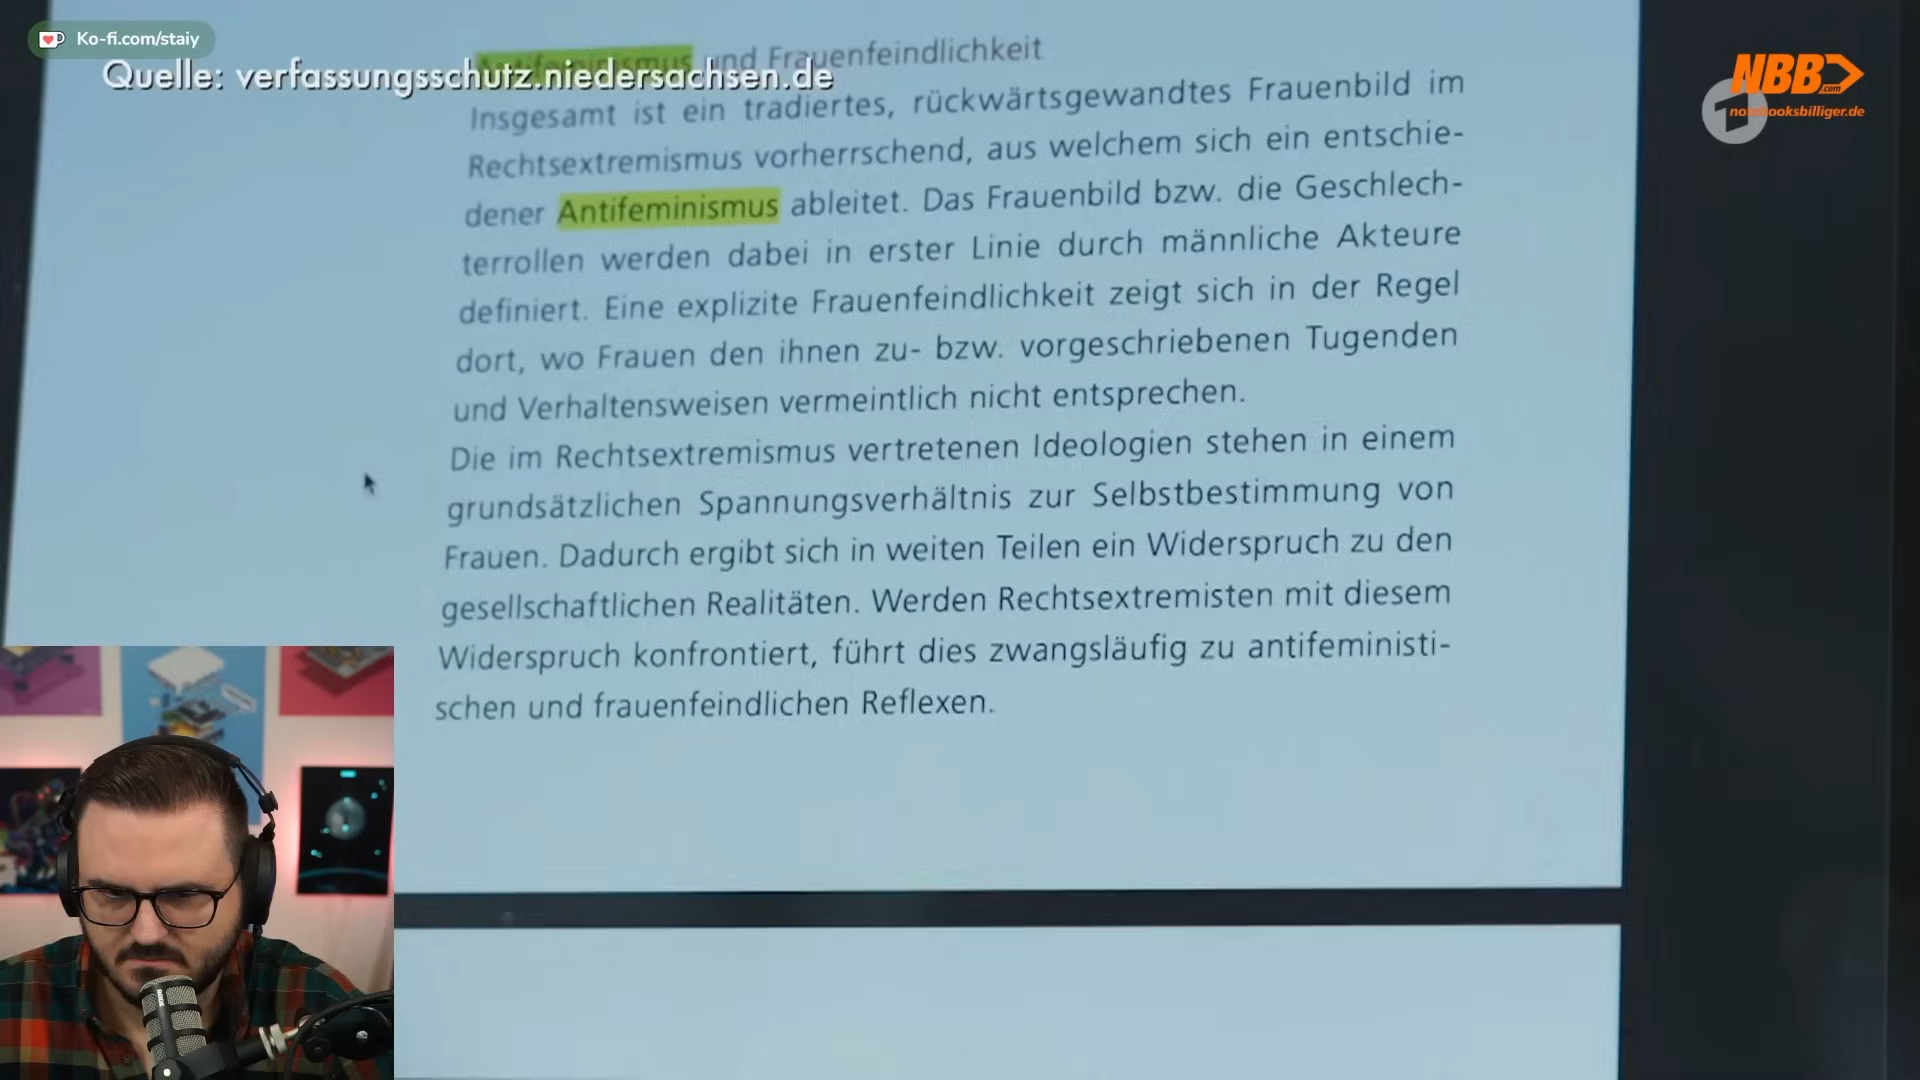 Ko-fi.com/staiy
Quelle: verfassungsschutz.niedersachsen.de
NBB
.com
notebooksbilliger.de
Antifeminismus und Frauenfeindlichkeit
Insgesamt ist ein tradiertes, rückwärtsgewandtes Frauenbild im
Rechtsextremismus vorherrschend, aus welchem sich ein entschie-
dener Antifeminismus ableitet. Das Frauenbild bzw. die Geschlech-
terrollen werden dabei in erster Linie durch männliche Akteure
definiert. Eine explizite Frauenfeindlichkeit zeigt sich in der Regel
dort, wo Frauen den ihnen zu- bzw. vorgeschriebenen Tugenden
und Verhaltensweisen vermeintlich nicht entsprechen.
Die im Rechtsextremismus vertretenen Ideologien stehen in einem
grundsätzlichen Spannungsverhältnis zur Selbstbestimmung von
Frauen. Dadurch ergibt sich in weiten Teilen ein Widerspruch zu den
gesellschaftlichen Realitäten. Werden Rechtsextremisten mit diesem
Widerspruch konfrontiert, führt dies zwangsläufig zu antifeministi-
schen und frauenfeindlichen Reflexen.